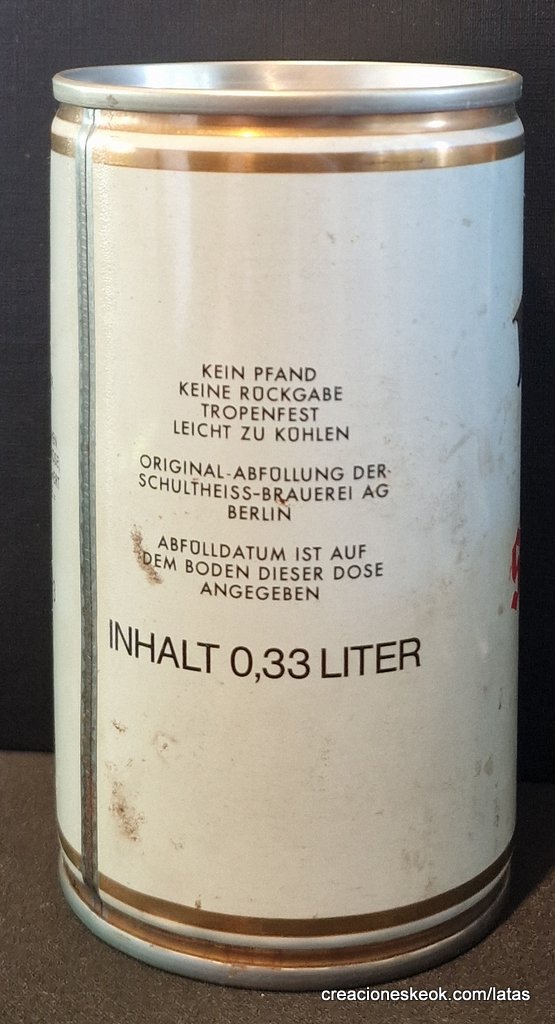 KEIN PFAND
KEINE RÜCKGABE
TROPENFEST
LEICHT ZU KÜHLEN
ORIGINAL-ABFÜLLUNG DER
SCHULTHEISS-BRAUEREI AG
BERLIN
ABFÜLLDATUM IST AUF
DEM BODEN DIESER DOSE
ANGEGEBEN
INHALT 0,33 LITER
creacioneskeok.com/latas